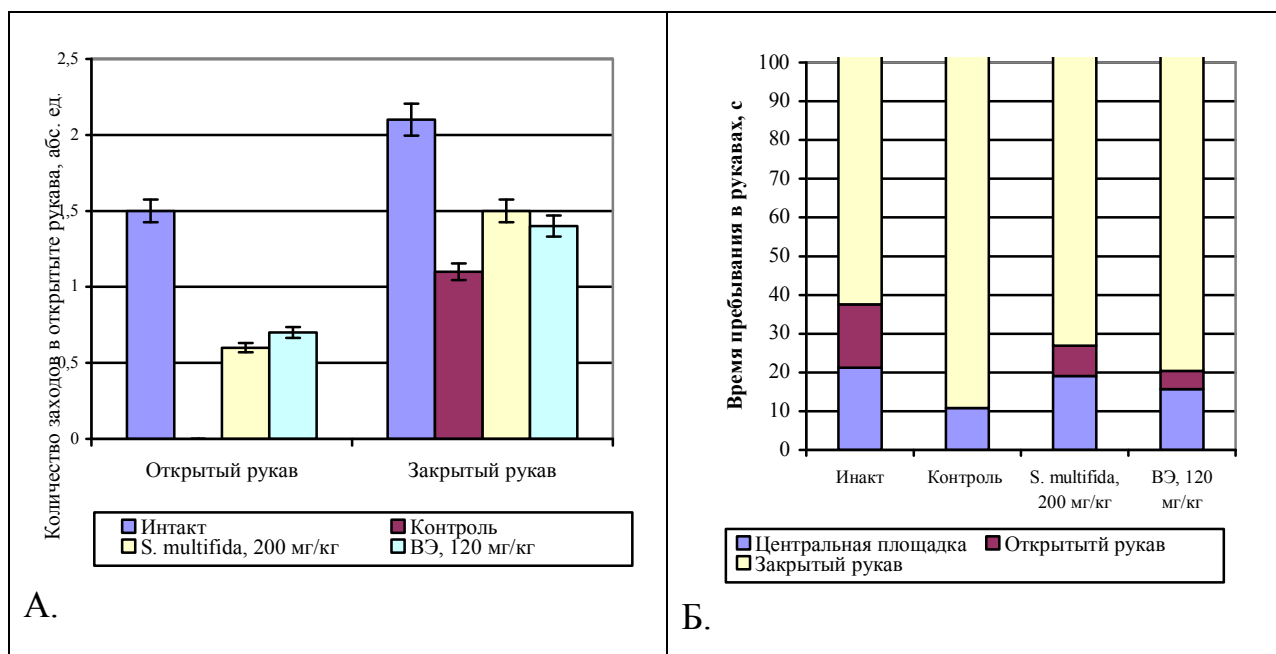 Количество заходов в открытыте рукава, абс. ед.
2,5
2
1,5
1
0,5
0
Открытый рукав
Закрытый рукав
Интакт
Контроль
S. multifida, 200 мг/кг
ВЭ, 120 мг/кг
А.
Время пребывания в рукавах, с
100
90
80
70
60
50
40
30
20
10
0
Инакт
Контроль
S. multifida,
200 мг/кг
ВЭ, 120
мг/кг
Центральная площадка
Открытытй рукав
Закрытый рукав
Б.